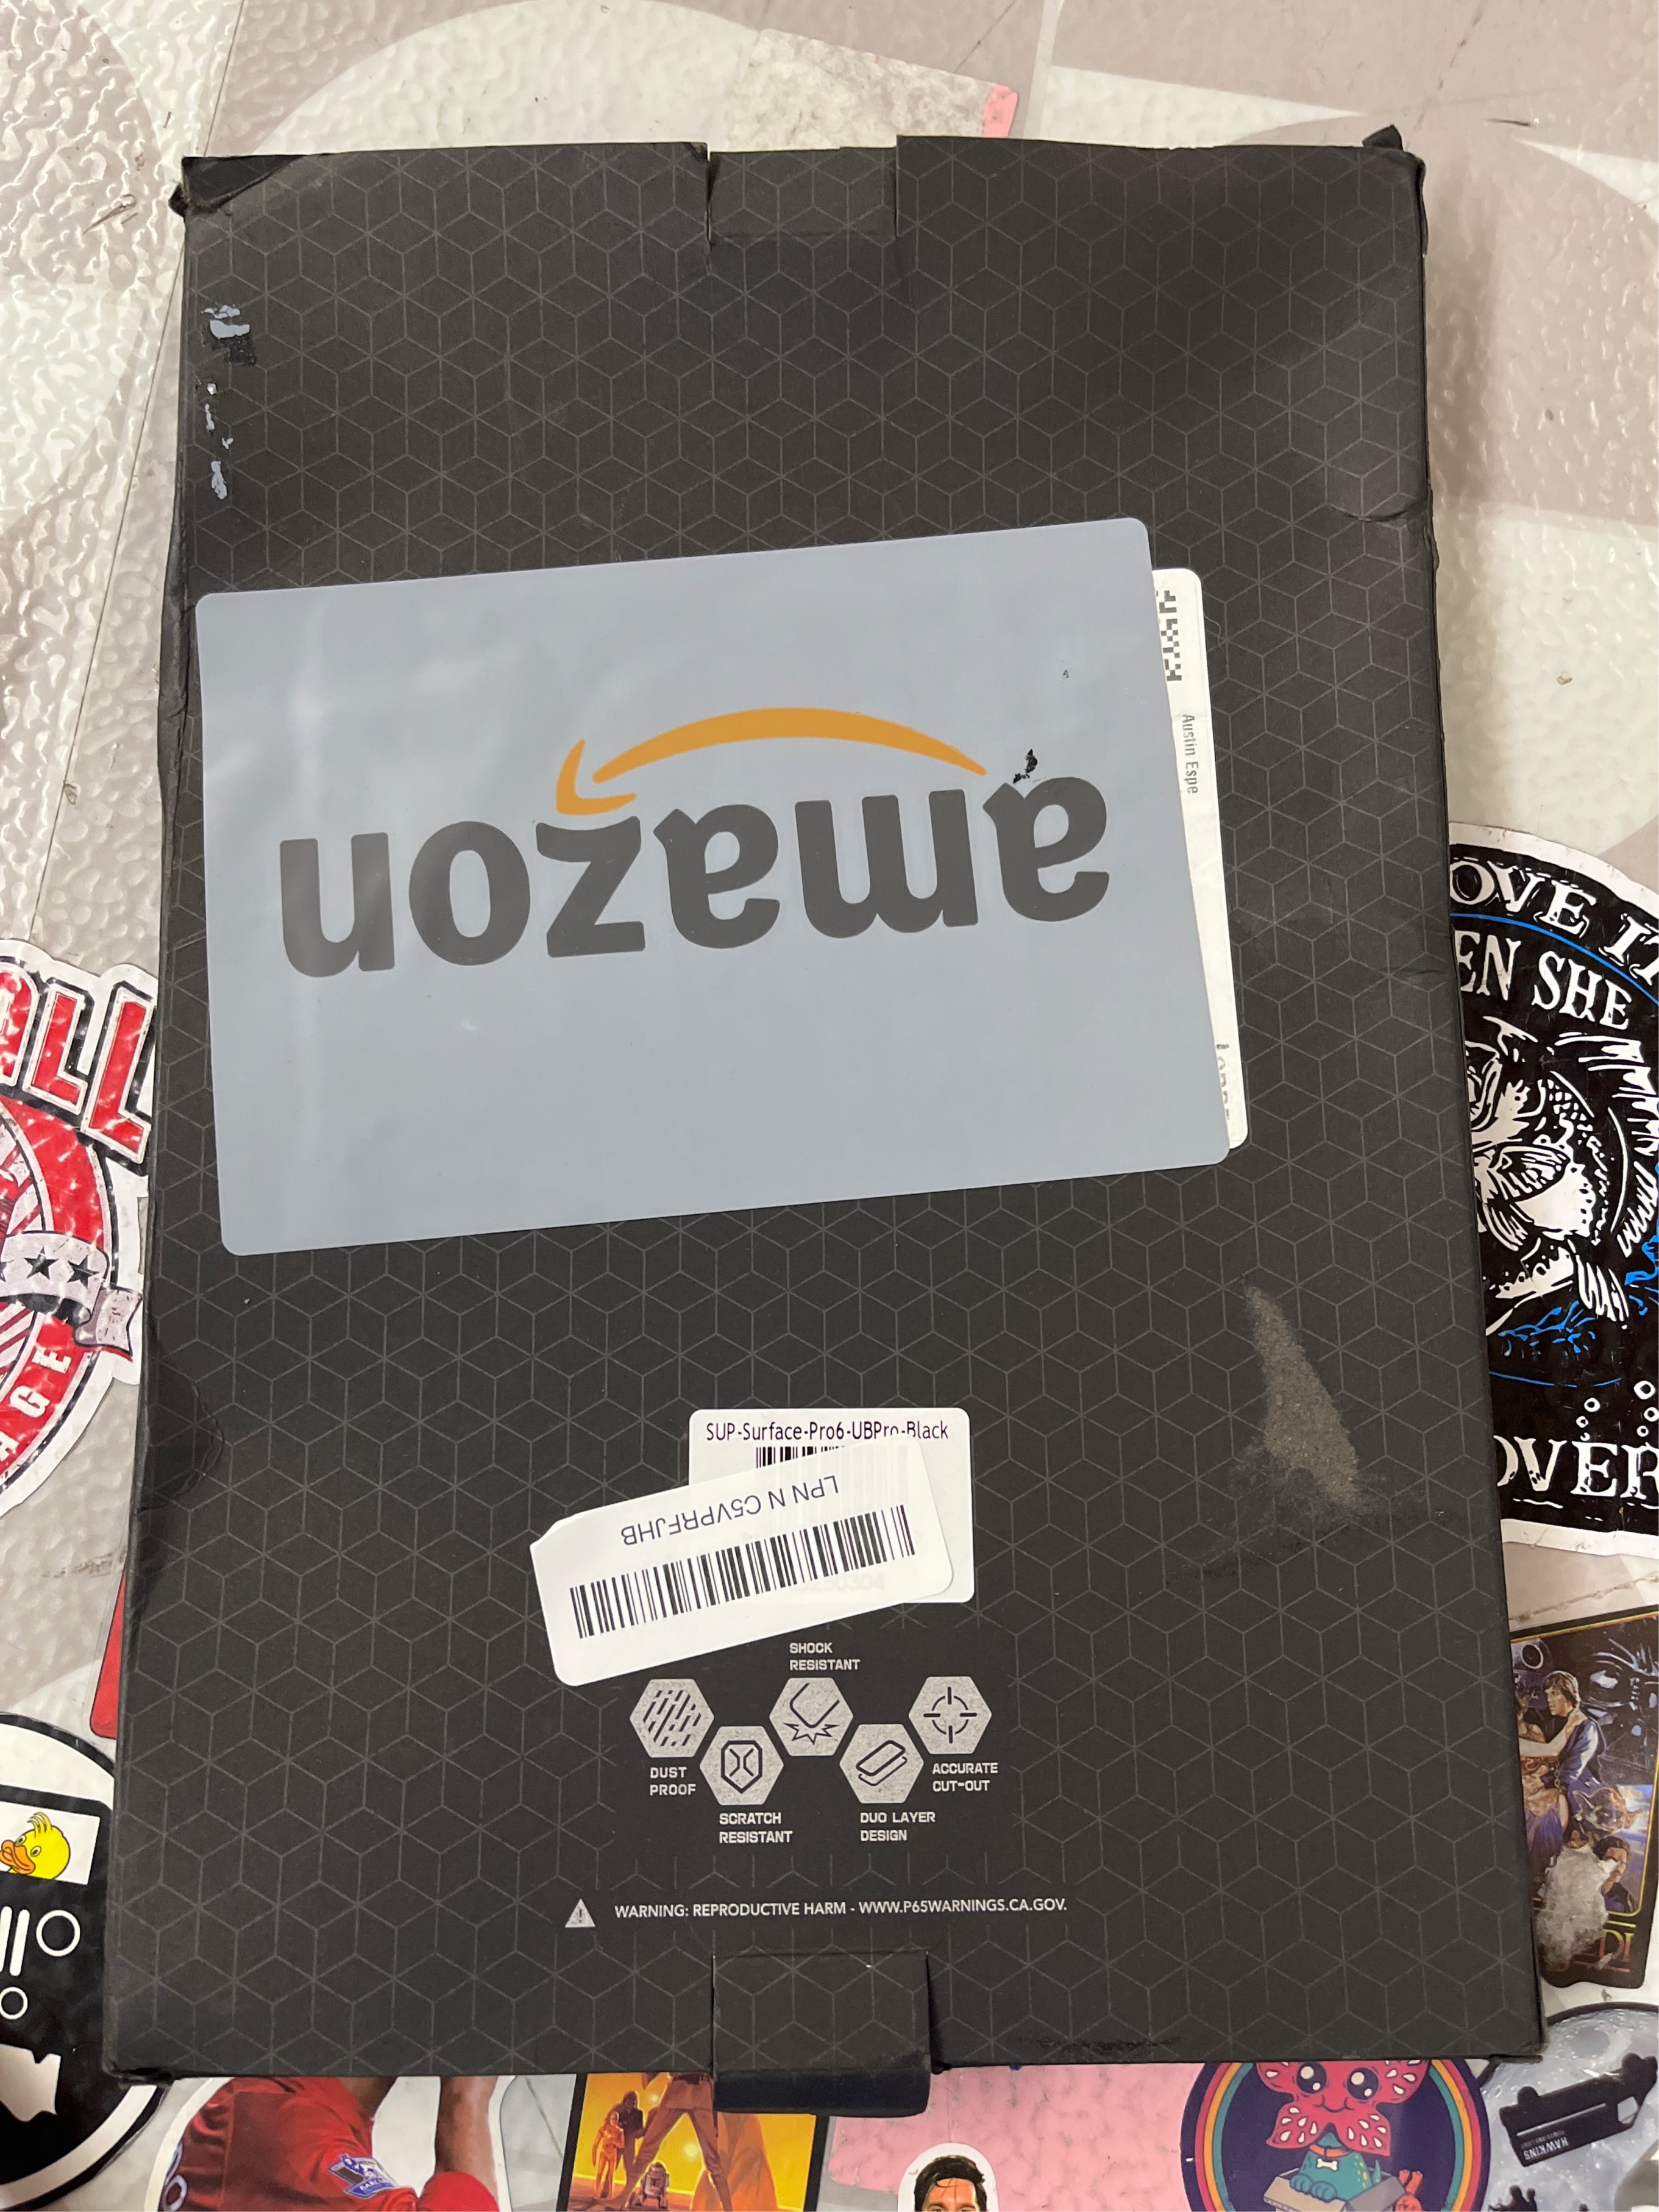 amazon
Austin Espe
SUP-Surface-Pro6-UBPro-Black
LPN N C5VPRFJHB
SHOCK
RESISTANT
DUST
PROOF
ACCURATE
CUT-OUT
SCRATCH
RESISTANT
DUO LAYER
DESIGN
WARNING: REPRODUCTIVE HARM - WWW.P65WARNINGS.CA.GOV.
EN SHE
OVER
HAWKINS